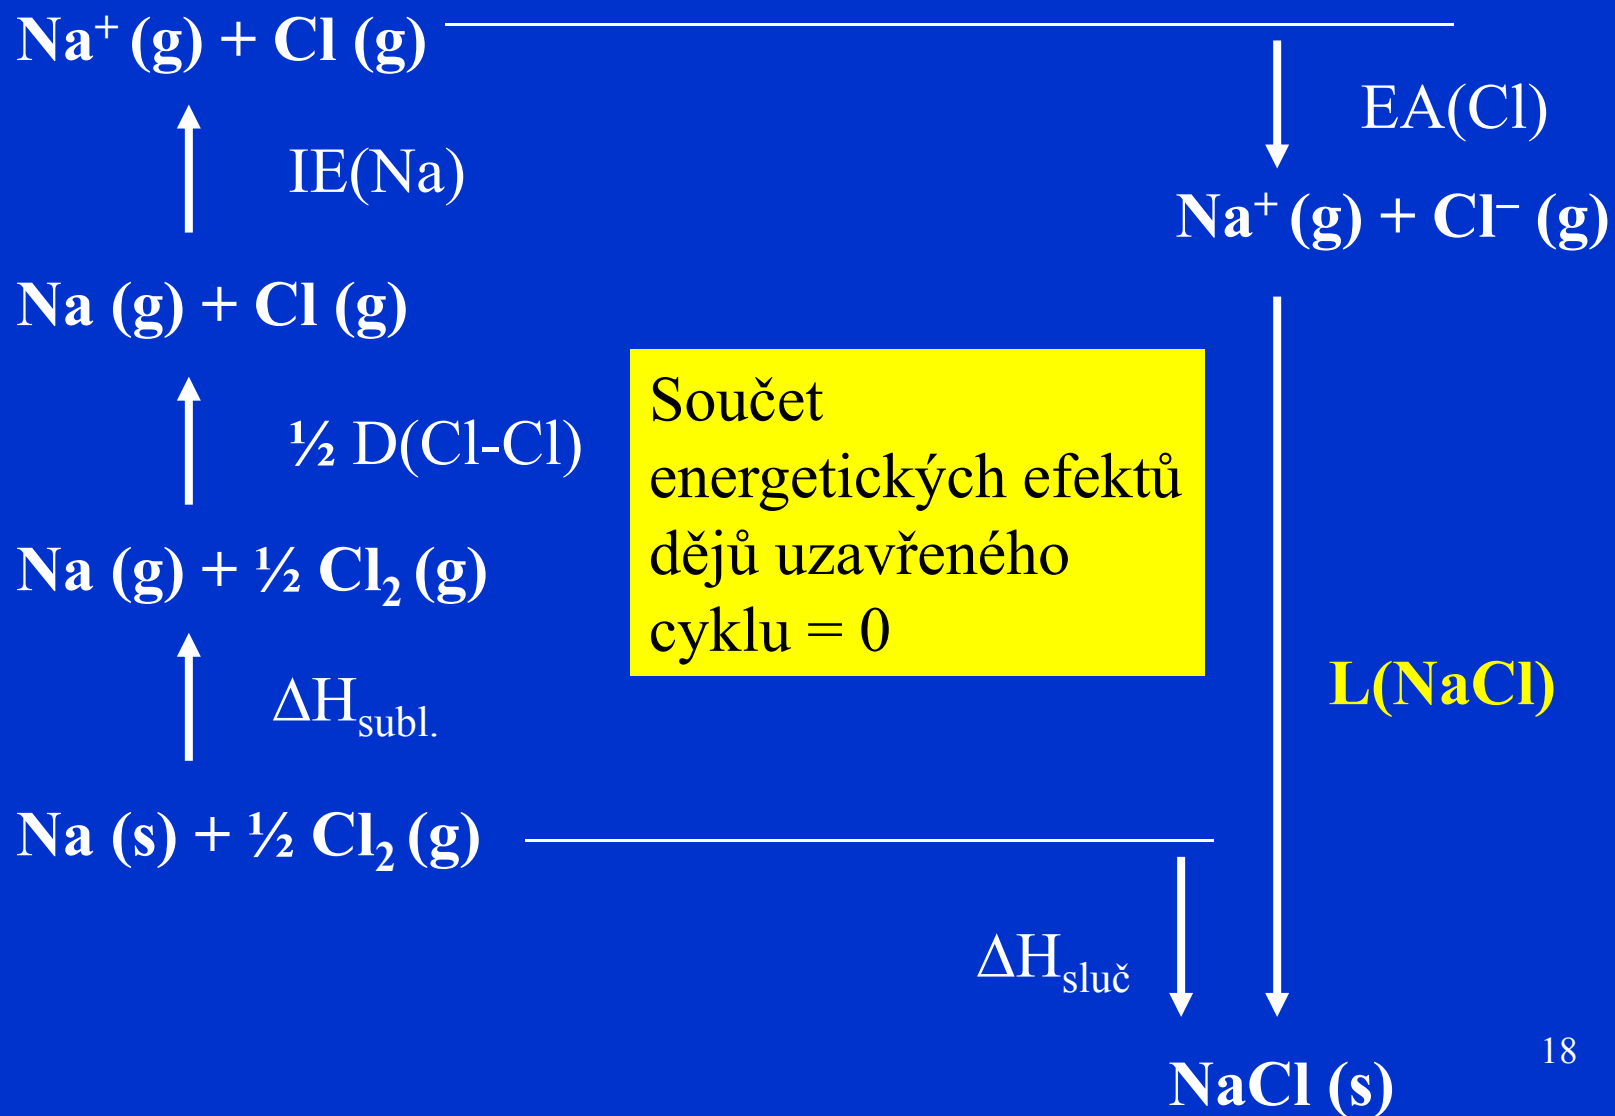 Na⁺ (g) + Cl (g)
EA(Cl)
IE(Na)
Na⁺ (g) + Cl⁻ (g)
Na (g) + Cl (g)
½ D(Cl-Cl)
Součet
energetických efektů
dějů uzavřeného
cyklu = 0
Na (g) + ½ Cl₂ (g)
L(NaCl)
ΔHsubl.
Na (s) + ½ Cl₂ (g)
ΔHsluč
NaCl (s)
18